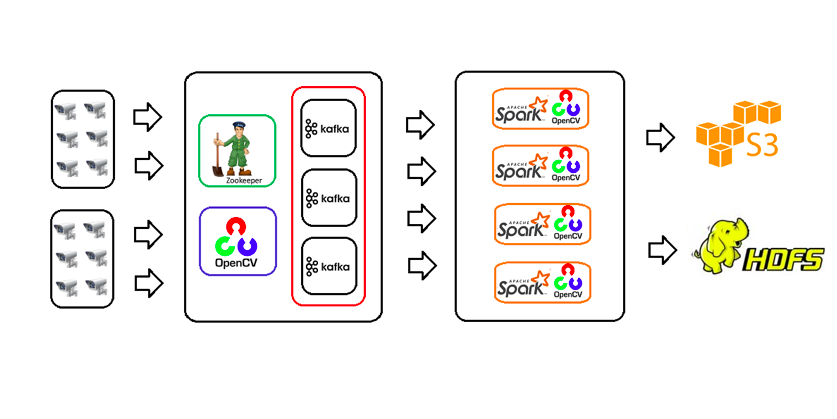 Zookeeper
OpenCV
kafka
kafka
kafka
APACHE
Spark
OpenCV
APACHE
Spark
OpenCV
APACHE
Spark
OpenCV
APACHE
Spark
OpenCV
S3
HDFS